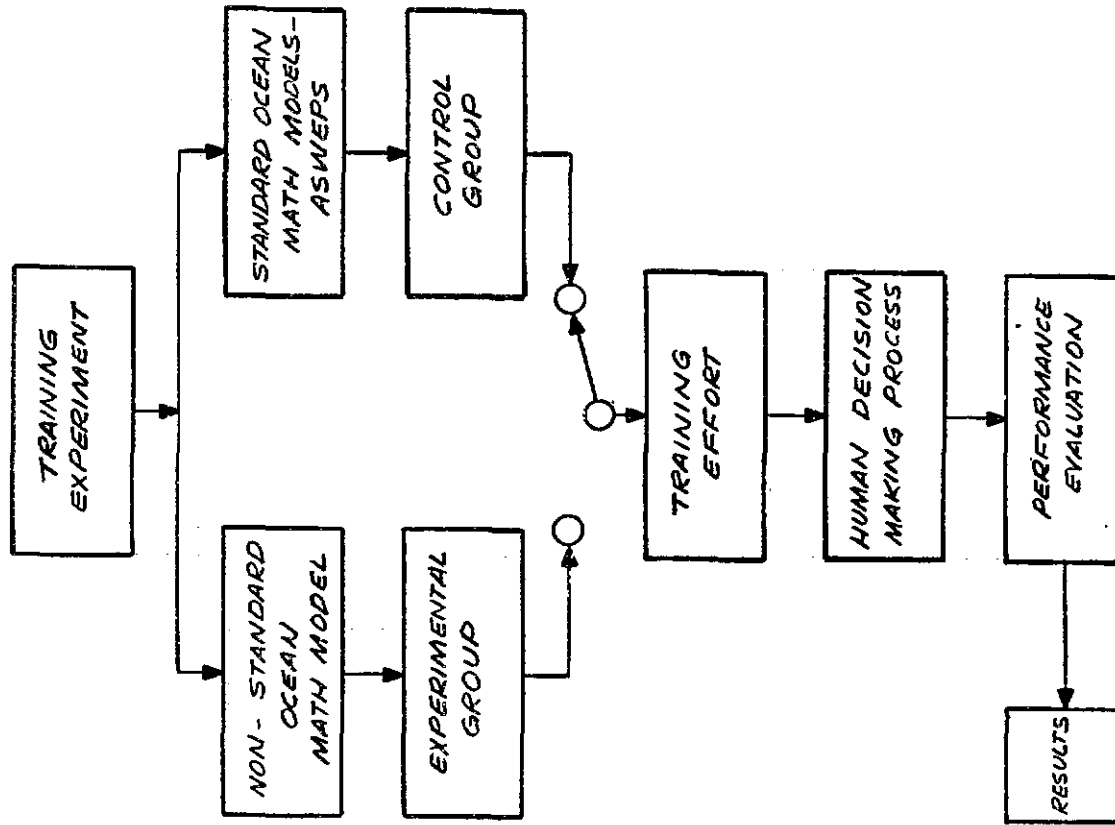 TRAINING
EXPERIMENT
NON-STANDARD
OCEAN
MATH MODEL
STANDARD OCEAN
MATH MODELS-
ASWEPS
EXPERIMENTAL
GROUP
CONTROL
GROUP
TRAINING
EFFORT
HUMAN DECISION
MAKING PROCESS
PERFORMANCE
EVALUATION
RESULTS